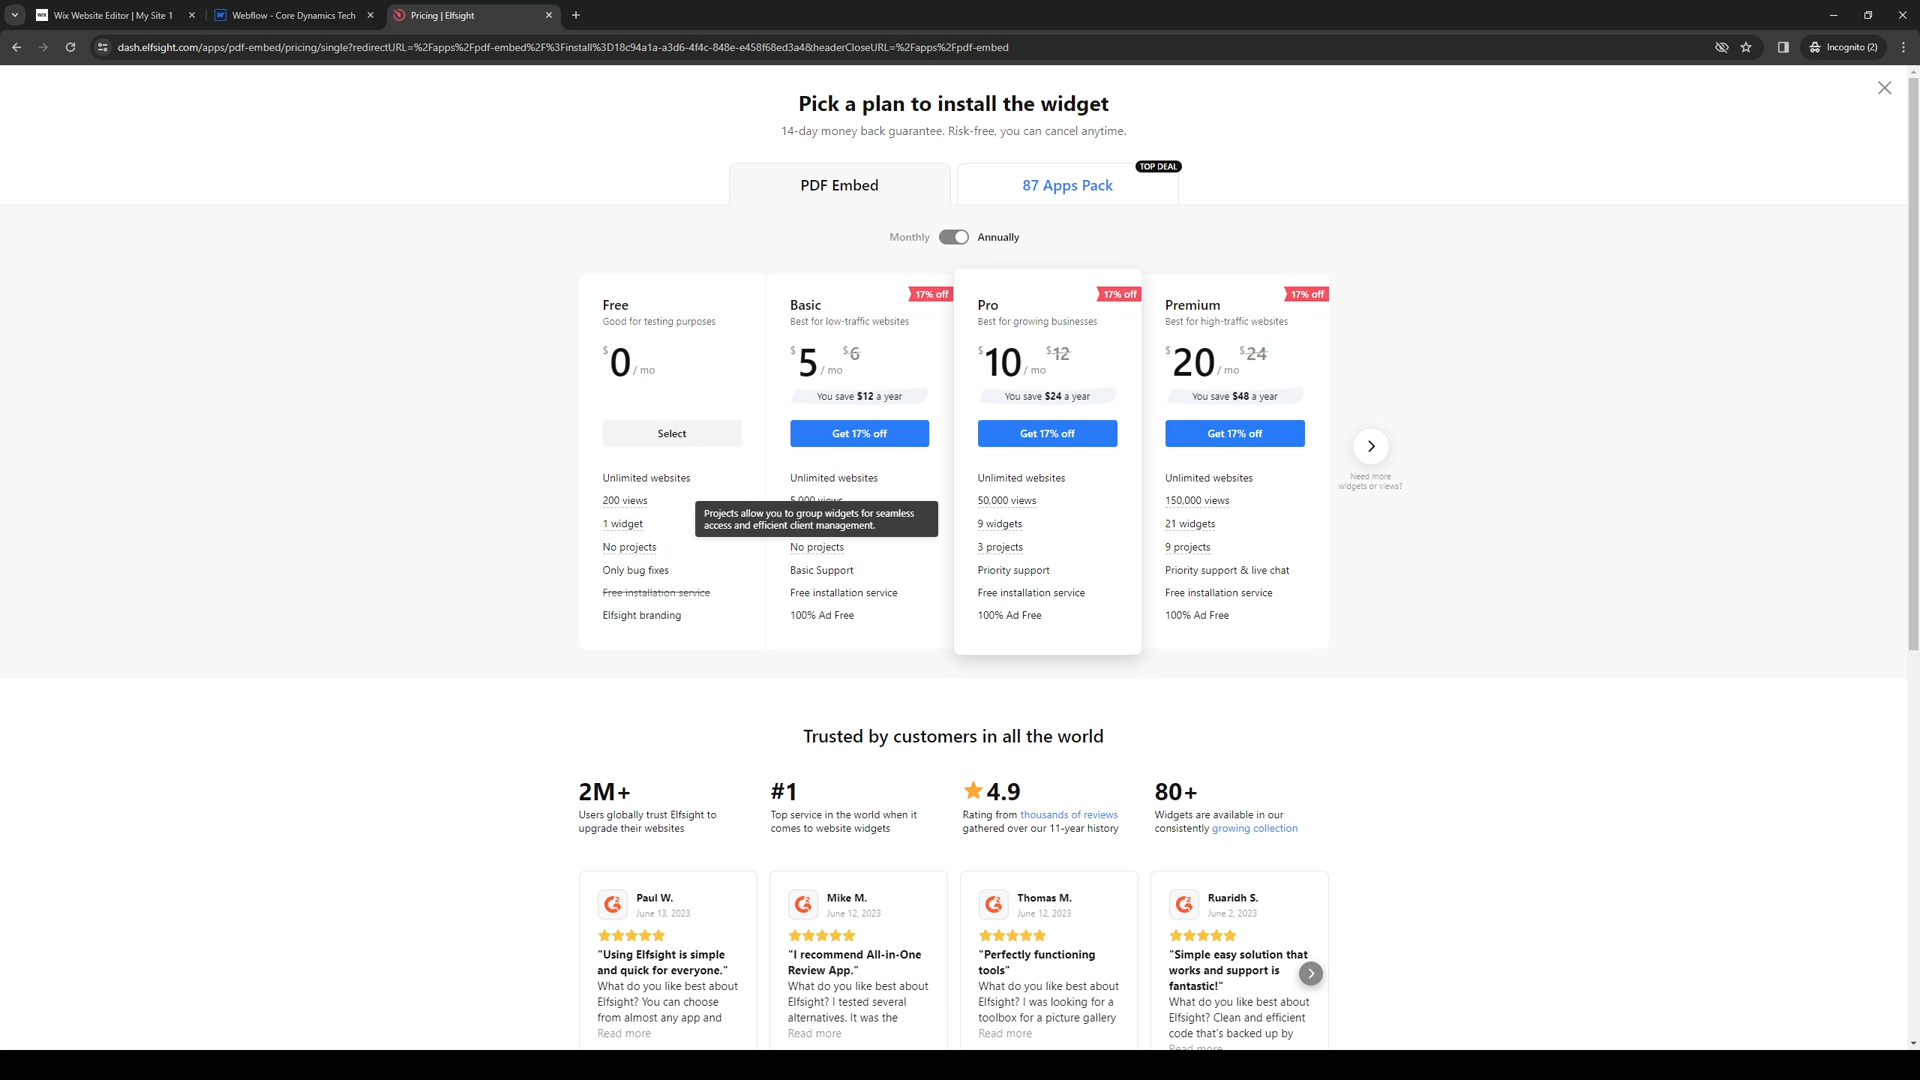 Wix Website Editor | My Site 1
Webflow - Core Dynamics Tech
Pricing | Elfsight
dash.elfsight.com/apps/pdf-embed/pricing/single?redirectURL=%2Fapps%2Fpdf-embed%2F%3Finstall%3D18c94a1a-a3d6-4f4c-848e-e458f68ed3a4&headerCloseURL=%2Fapps%2Fpdf-embed
Incognito (2)
Pick a plan to install the widget
14-day money back guarantee. Risk-free, you can cancel anytime.
TOP DEAL
PDF Embed
87 Apps Pack
Monthly
Annually
Free
Good for testing purposes
$0 / mo
Select
Unlimited websites
200 views
1 widget
No projects
Only bug fixes
Free installation service
Elfsight branding
17% off
Basic
Best for low-traffic websites
$5 / mo $6
You save $12 a year
Get 17% off
Unlimited websites
5,000 views
Projects allow you to group widgets for seamless
access and efficient client management.
No projects
Basic Support
Free installation service
100% Ad Free
17% off
Pro
Best for growing businesses
$10 / mo $12
You save $24 a year
Get 17% off
Unlimited websites
50,000 views
9 widgets
3 projects
Priority support
Free installation service
100% Ad Free
17% off
Premium
Best for high-traffic websites
$20 / mo $24
You save $48 a year
Get 17% off
Unlimited websites
150,000 views
21 widgets
9 projects
Priority support & live chat
Free installation service
100% Ad Free
Need more
widgets or views?
Trusted by customers in all the world
2M+
Users globally trust Elfsight to
upgrade their websites
#1
Top service in the world when it
comes to website widgets
4.9
Rating from thousands of reviews
gathered over our 11-year history
80+
Widgets are available in our
consistently growing collection
Paul W.
June 13, 2023
"Using Elfsight is simple
and quick for everyone."
What do you like best about
Elfsight? You can choose
from almost any app and
Read more
Mike M.
June 12, 2023
"I recommend All-in-One
Review App."
What do you like best about
Elfsight? I tested several
alternatives. It was the
Read more
Thomas M.
June 12, 2023
"Perfectly functioning
tools"
What do you like best about
Elfsight? I was looking for a
toolbox for a picture gallery
Read more
Ruaridh S.
June 2, 2023
"Simple easy solution that
works and support is
fantastic!"
What do you like best about
Elfsight? Clean and efficient
code that's backed up by
Read more